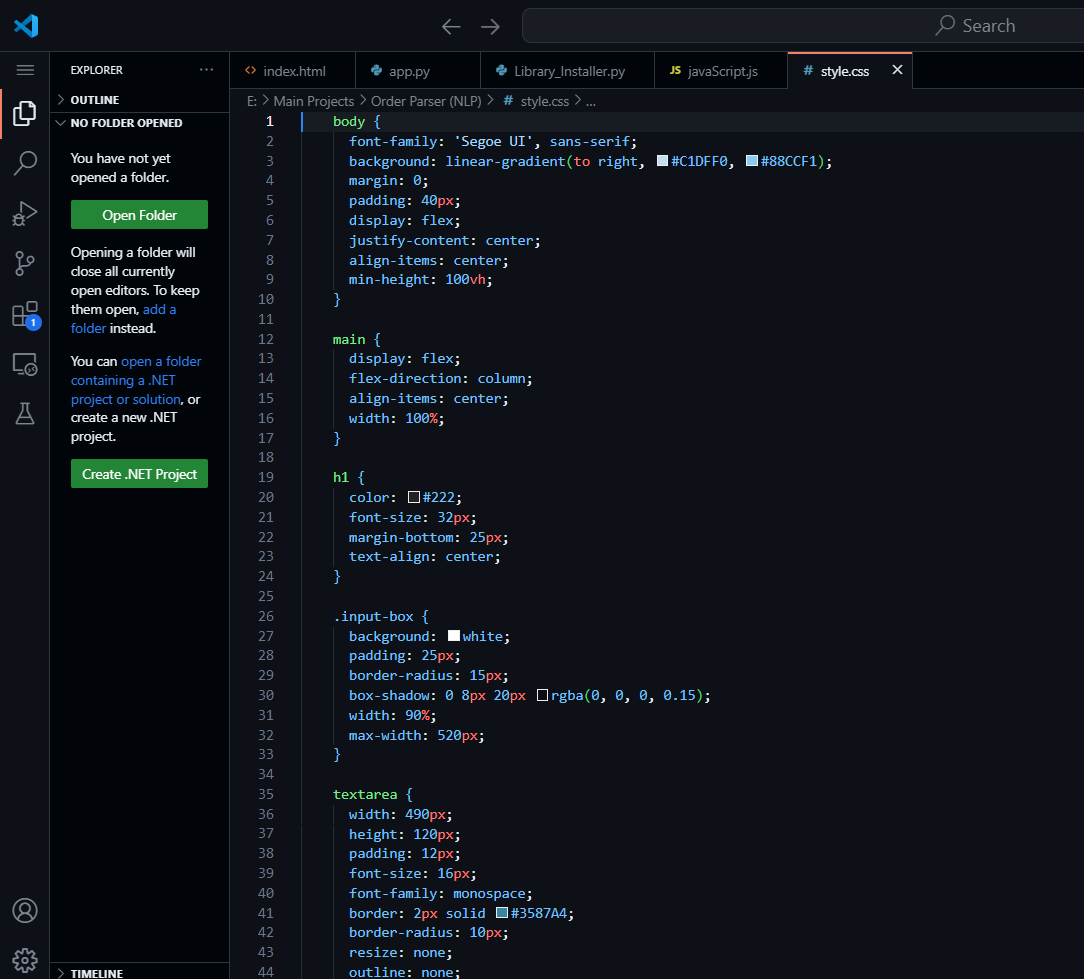 Search
EXPLORER
OUTLINE
NO FOLDER OPENED
You have not yet
opened a folder.
Open Folder
Opening a folder will
close all currently
open editors. To keep
them open, add a
folder instead.
You can open a folder
containing a .NET
project or solution, or
create a new .NET
project.
Create .NET Project
1
TIMELINE
index.html
app.py
Library_Installer.py
JS javaScript.js
# style.css
E: > Main Projects > Order Parser (NLP) > # style.css > ...
1 body {
2 font-family: 'Segoe UI', sans-serif;
3 background: linear-gradient(to right, #C1DFF0, #88CCF1);
4 margin: 0;
5 padding: 40px;
6 display: flex;
7 justify-content: center;
8 align-items: center;
9 min-height: 100vh;
10 }
11
12 main {
13 display: flex;
14 flex-direction: column;
15 align-items: center;
16 width: 100%;
17 }
18
19 h1 {
20 color: #222;
21 font-size: 32px;
22 margin-bottom: 25px;
23 text-align: center;
24 }
25
26 .input-box {
27 background: white;
28 padding: 25px;
29 border-radius: 15px;
30 box-shadow: 0 8px 20px rgba(0, 0, 0, 0.15);
31 width: 90%;
32 max-width: 520px;
33 }
34
35 textarea {
36 width: 490px;
37 height: 120px;
38 padding: 12px;
39 font-size: 16px;
40 font-family: monospace;
41 border: 2px solid #3587A4;
42 border-radius: 10px;
43 resize: none;
44 outline: none;